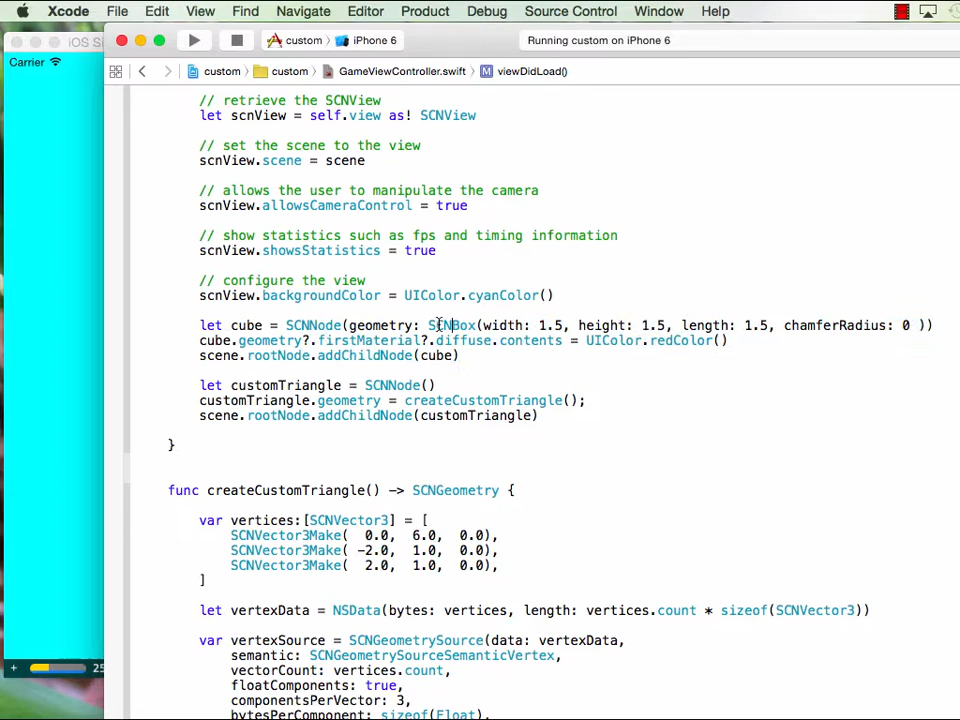 Xcode File Edit View Find Navigate Editor Product Debug Source Control Window Help
iOS Si
custom iPhone 6 Running custom on iPhone 6
Carrier
custom custom GameViewController.swift M viewDidLoad()
// retrieve the SCNView
let scnView = self.view as! SCNView
// set the scene to the view
scnView.scene = scene
// allows the user to manipulate the camera
scnView.allowsCameraControl = true
// show statistics such as fps and timing information
scnView.showsStatistics = true
// configure the view
scnView.backgroundColor = UIColor.cyanColor()
let cube = SCNNode(geometry: SCNBox(width: 1.5, height: 1.5, length: 1.5, chamferRadius: 0 ))
cube.geometry?.firstMaterial?.diffuse.contents = UIColor.redColor()
scene.rootNode.addChildNode(cube)
let customTriangle = SCNNode()
customTriangle.geometry = createCustomTriangle();
scene.rootNode.addChildNode(customTriangle)
}
func createCustomTriangle() -> SCNGeometry {
var vertices:[SCNVector3] = [
SCNVector3Make( 0.0, 6.0, 0.0),
SCNVector3Make( -2.0, 1.0, 0.0),
SCNVector3Make( 2.0, 1.0, 0.0),
]
let vertexData = NSData(bytes: vertices, length: vertices.count * sizeof(SCNVector3))
var vertexSource = SCNGeometrySource(data: vertexData,
semantic: SCNGeometrySourceSemanticVertex,
+ 25
vectorCount: vertices.count,
floatComponents: true,
componentsPerVector: 3,
bytesPerComponent: sizeof(Float),